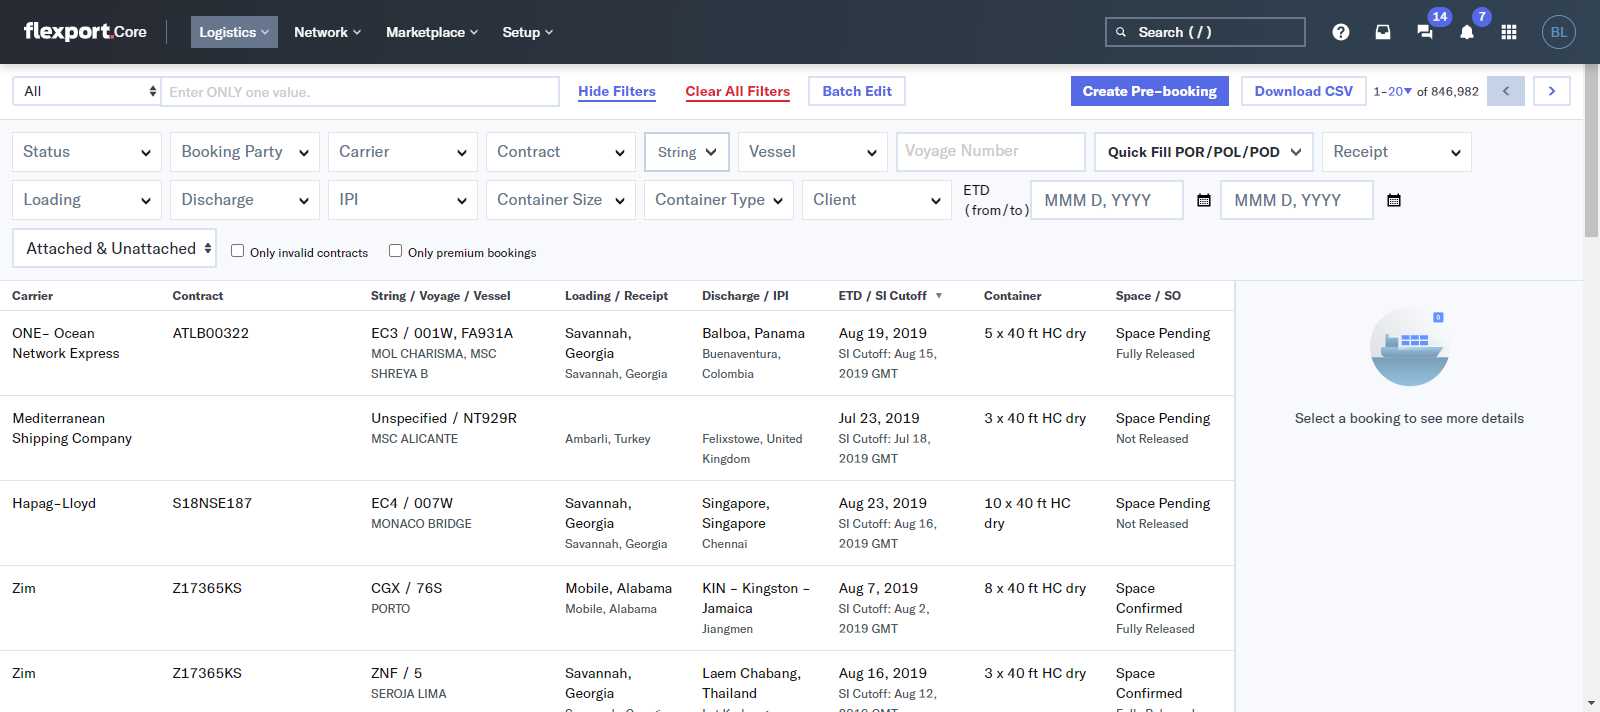 flexport.Core Logistics Network Marketplace Setup Search ( / ) 14 7 BL
All Enter ONLY one value. Hide Filters Clear All Filters Batch Edit Create Pre-booking Download CSV 1-20 of 846,982
Status Booking Party Carrier Contract String Vessel Voyage Number Quick Fill POR/POL/POD Receipt
Loading Discharge IPI Container Size Container Type Client ETD (from/to) MMM D, YYYY MMM D, YYYY
Attached & Unattached Only invalid contracts Only premium bookings
Carrier Contract String / Voyage / Vessel Loading / Receipt Discharge / IPI ETD / SI Cutoff Container Space / SO
ONE- Ocean ATLB00322 EC3 / 001W, FA931A Savannah, Balboa, Panama Aug 19, 2019 5 x 40 ft HC dry Space Pending
Network Express MOL CHARISMA, MSC Georgia Buenaventura, SI Cutoff: Aug 15, Fully Released
SHREYA B Savannah, Georgia Colombia 2019 GMT
0
Select a booking to see more details
Mediterranean Unspecified / NT929R Jul 23, 2019 3 x 40 ft HC dry Space Pending
Shipping Company MSC ALICANTE Ambarli, Turkey Felixstowe, United SI Cutoff: Jul 18, Not Released
Kingdom 2019 GMT
Hapag-Lloyd S18NSE187 EC4 / 007W Savannah, Singapore, Aug 23, 2019 10 x 40 ft HC Space Pending
MONACO BRIDGE Georgia Singapore SI Cutoff: Aug 16, dry Not Released
Savannah, Georgia Chennai 2019 GMT
Zim Z17365KS CGX / 76S Mobile, Alabama KIN - Kingston - Aug 7, 2019 8 x 40 ft HC dry Space
PORTO Mobile, Alabama Jamaica SI Cutoff: Aug 2, Confirmed
Jiangmen 2019 GMT Fully Released
Zim Z17365KS ZNF / 5 Savannah, Laem Chabang, Aug 16, 2019 3 x 40 ft HC dry Space
SEROJA LIMA Georgia Thailand SI Cutoff: Aug 12, Confirmed